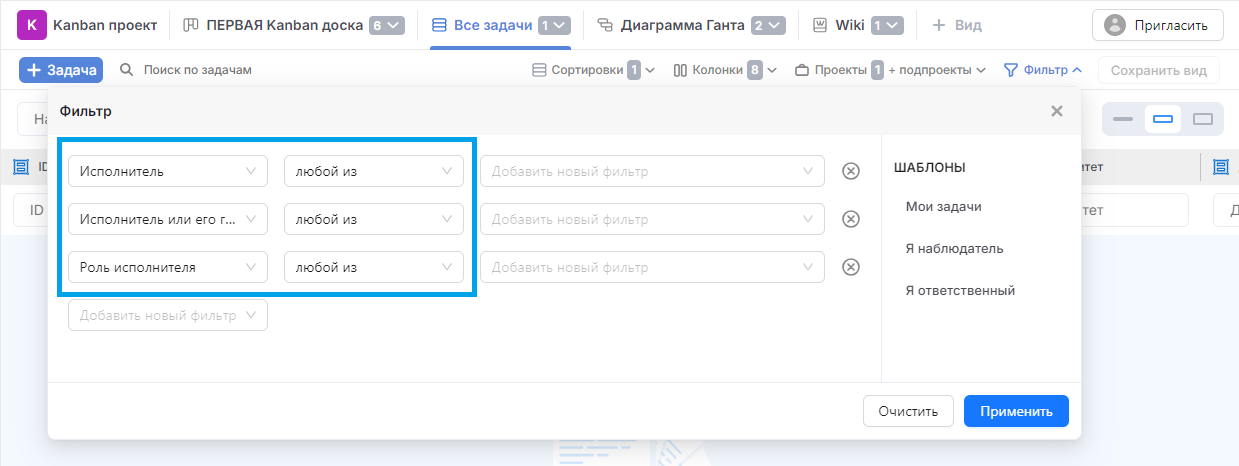 K Kanban проект ПЕРВАЯ Kanban доска 6 Все задачи 1 Диаграмма Ганта 2 Wiki 1 + Вид Пригласить
+ Задача Поиск по задачам Сортировки 1 Колонки 8 Проекты 1 + подпроекты Фильтр Сохранить вид
Фильтр
Исполнитель любой из Добавить новый фильтр
Исполнитель или его г... любой из Добавить новый фильтр
Роль исполнителя любой из Добавить новый фильтр
Добавить новый фильтр
ШАБЛОНЫ
Мои задачи
Я наблюдатель
Я ответственный
ID
Очистить Применить